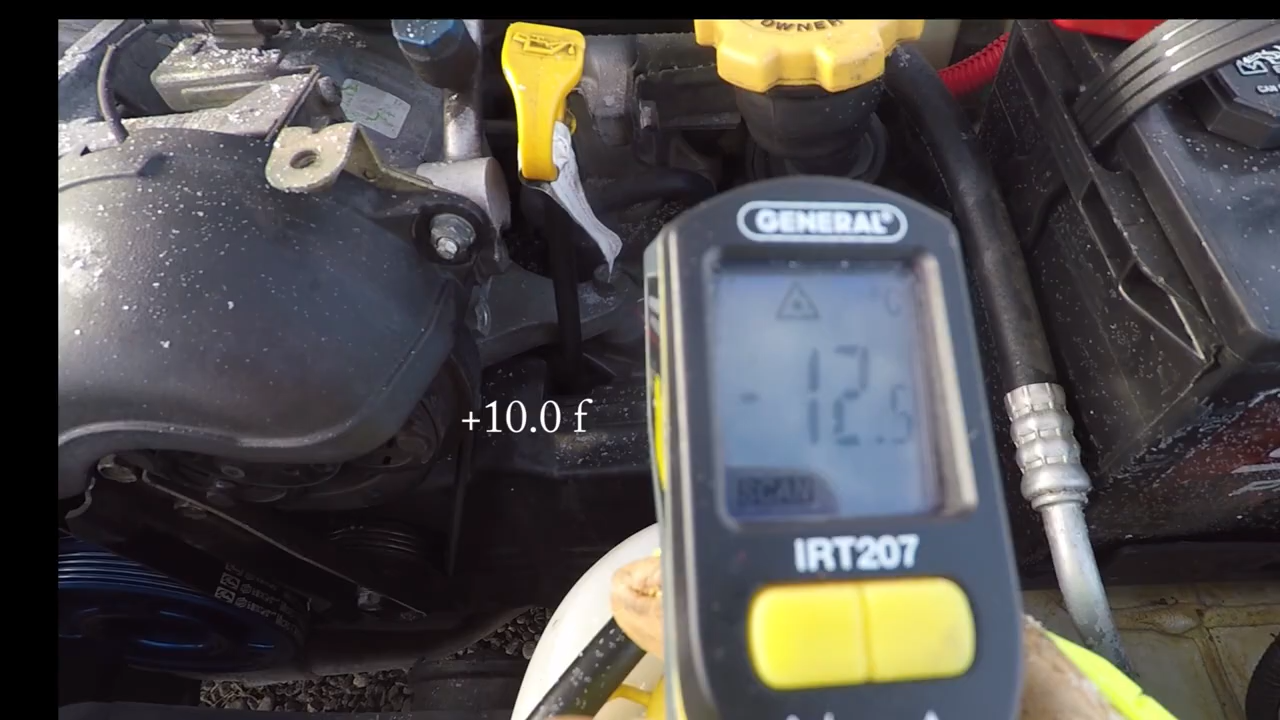 OWNER
GENERAL®
°C
- 12.5
SCAN
+10.0 f
IRT207